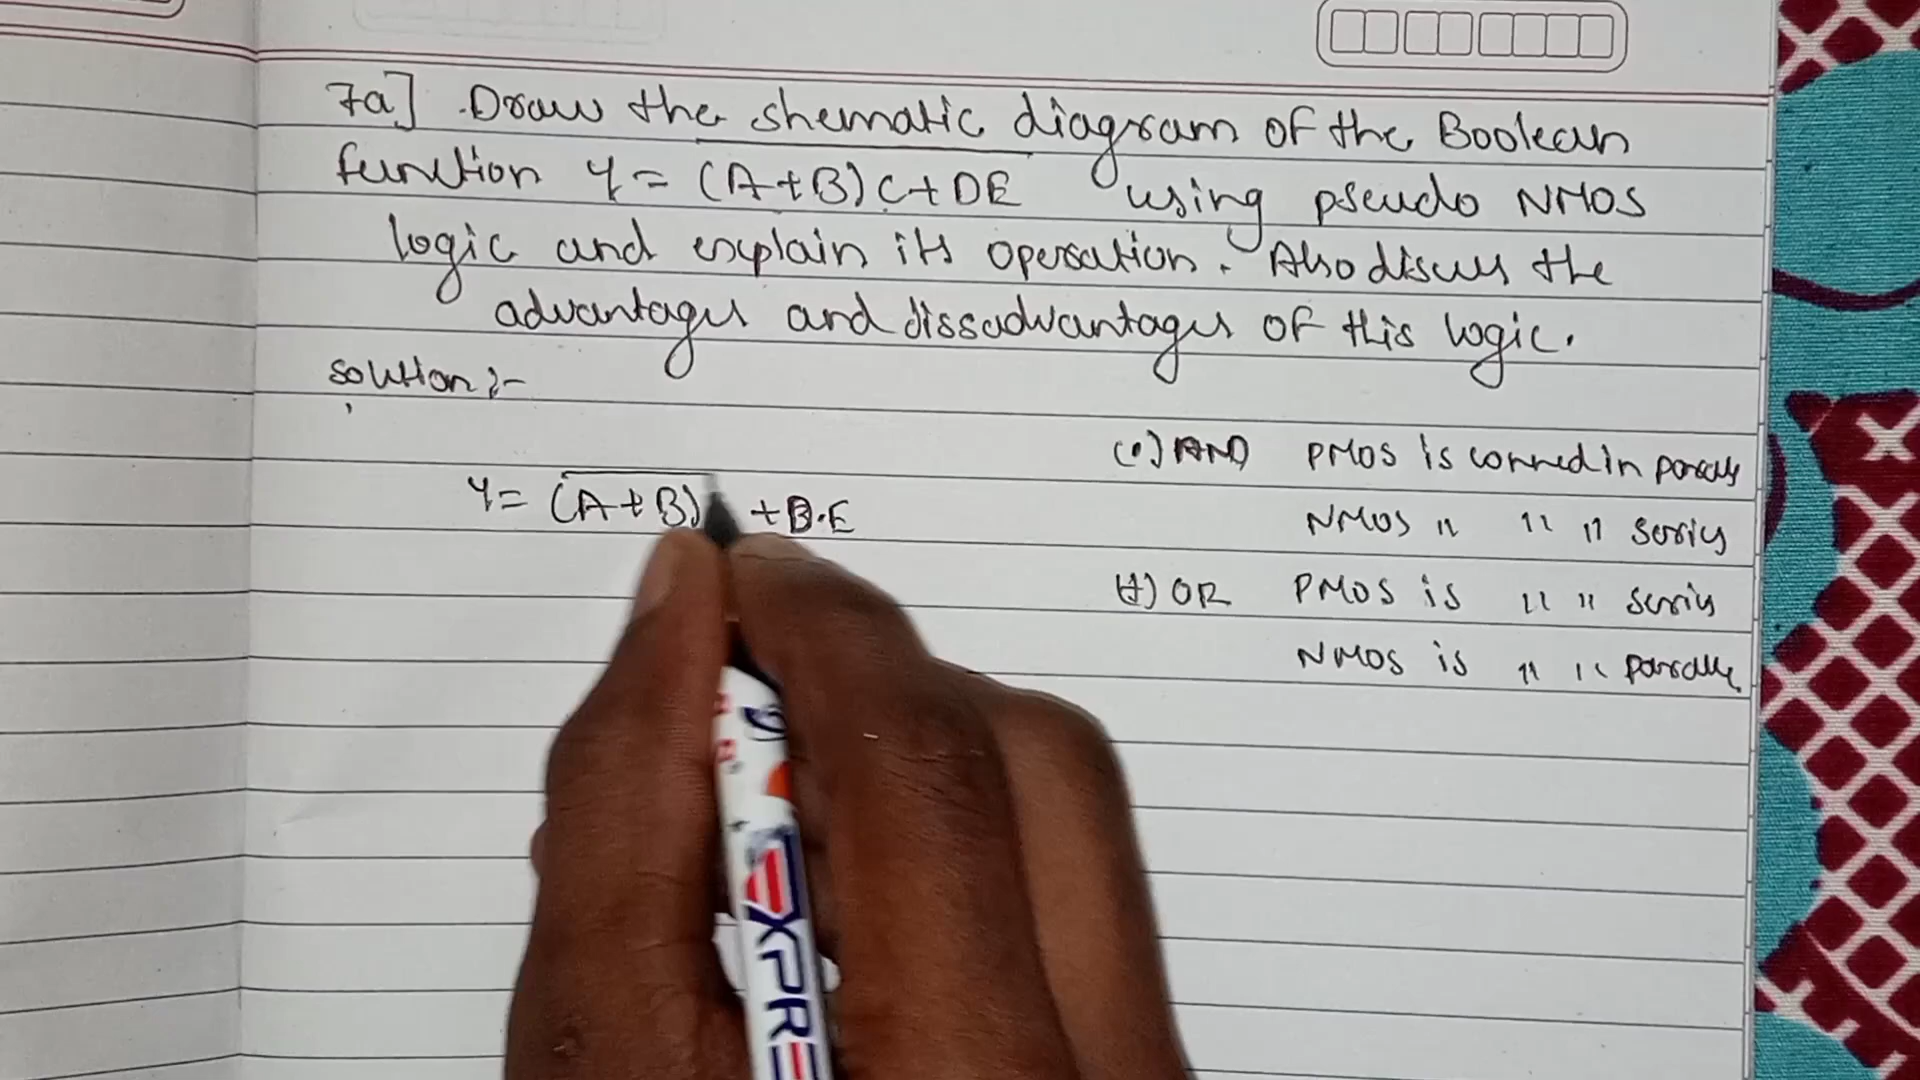 7a] Draw the shematic diagram of the Boolean
function Y = (A+B)C+DE using pseudo NMOS
logic and explain its operation. Also discuss the
advantages and dissadvantages of this logic.
solution :-
Y = (A+B) +B.E
(•) AND PMOS is conned in parally
NMOS " " " series
(+) OR PMOS is " " series
NMOS is " " parally
EXPRE